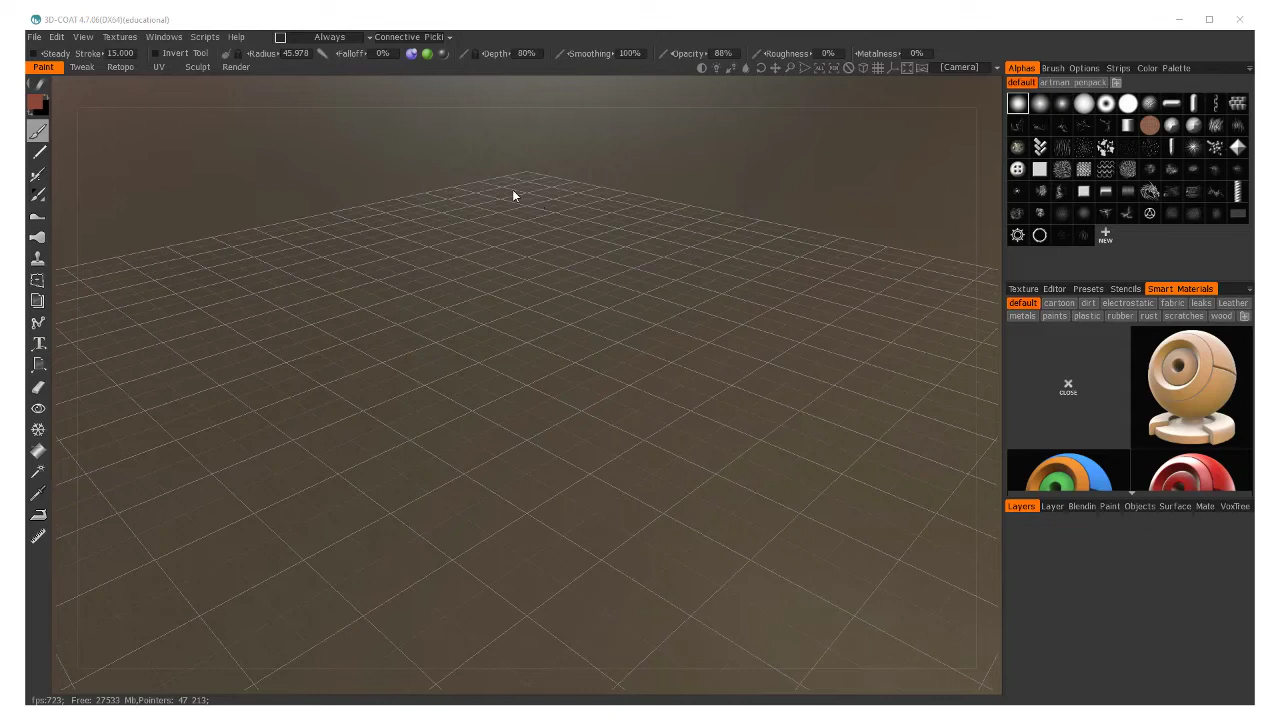 3D-COAT 4.7.06(DX64)(educational)
File Edit View Textures Windows Scripts Help Always Connective Picki
Steady Stroke 15.000 Invert Tool Radius 45.978 Falloff 0% Depth 80% Smoothing 100% Opacity 88% Roughness 0% Metalness 0%
Paint Tweak Retopo UV Sculpt Render [Camera]
Alphas Brush Options Strips Color Palette
default artman penpack
NEW
Texture Editor Presets Stencils Smart Materials
default cartoon dirt electrostatic fabric leaks Leather
metals paints plastic rubber rust scratches wood
CLOSE
Layers Layer Blendin Paint Objects Surface Mate VoxTree
fps:723; Free: 27533 Mb,Pointers: 47 213;